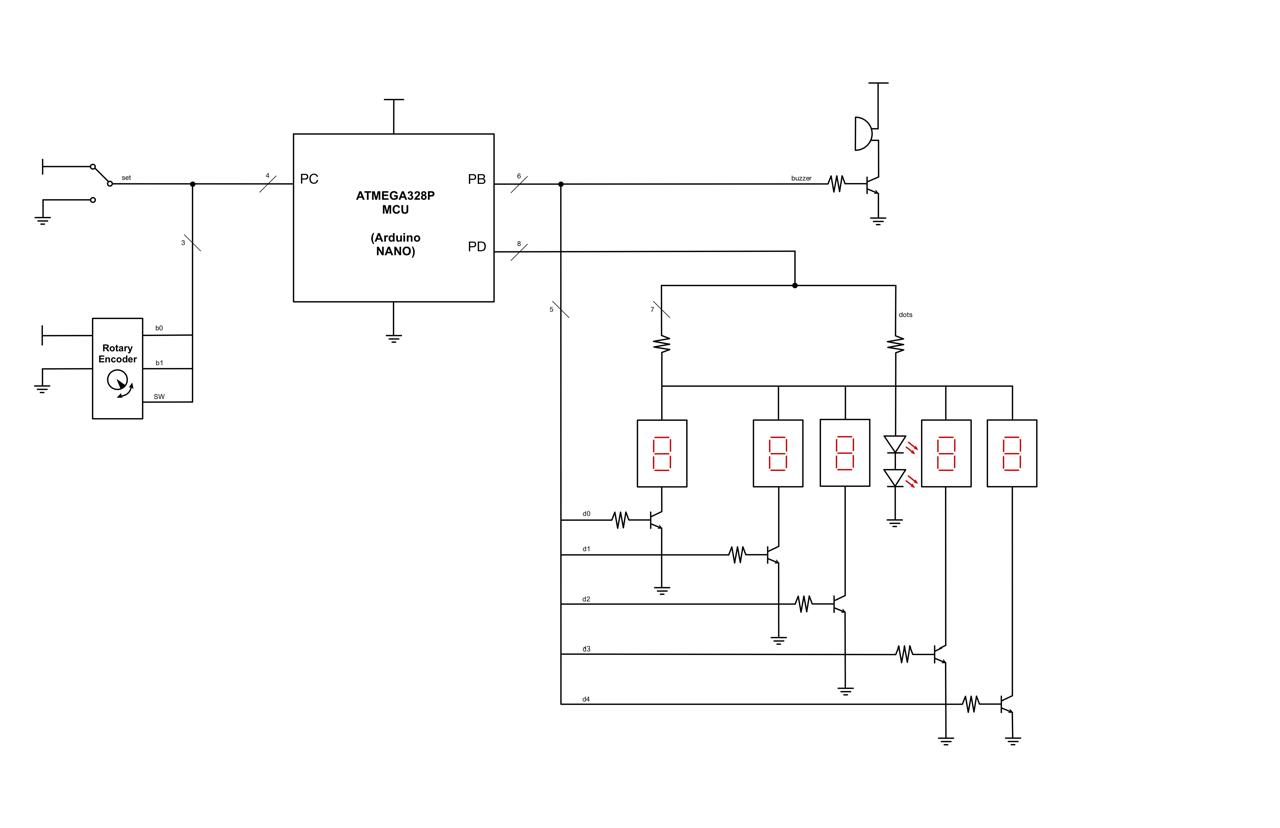 set
4
PC
ATMEGA328P
MCU
(Arduino
NANO)
PB
6
buzzer
PD
8
3
5
7
dots
Rotary
Encoder
b0
b1
SW
d0
d1
d2
d3
d4